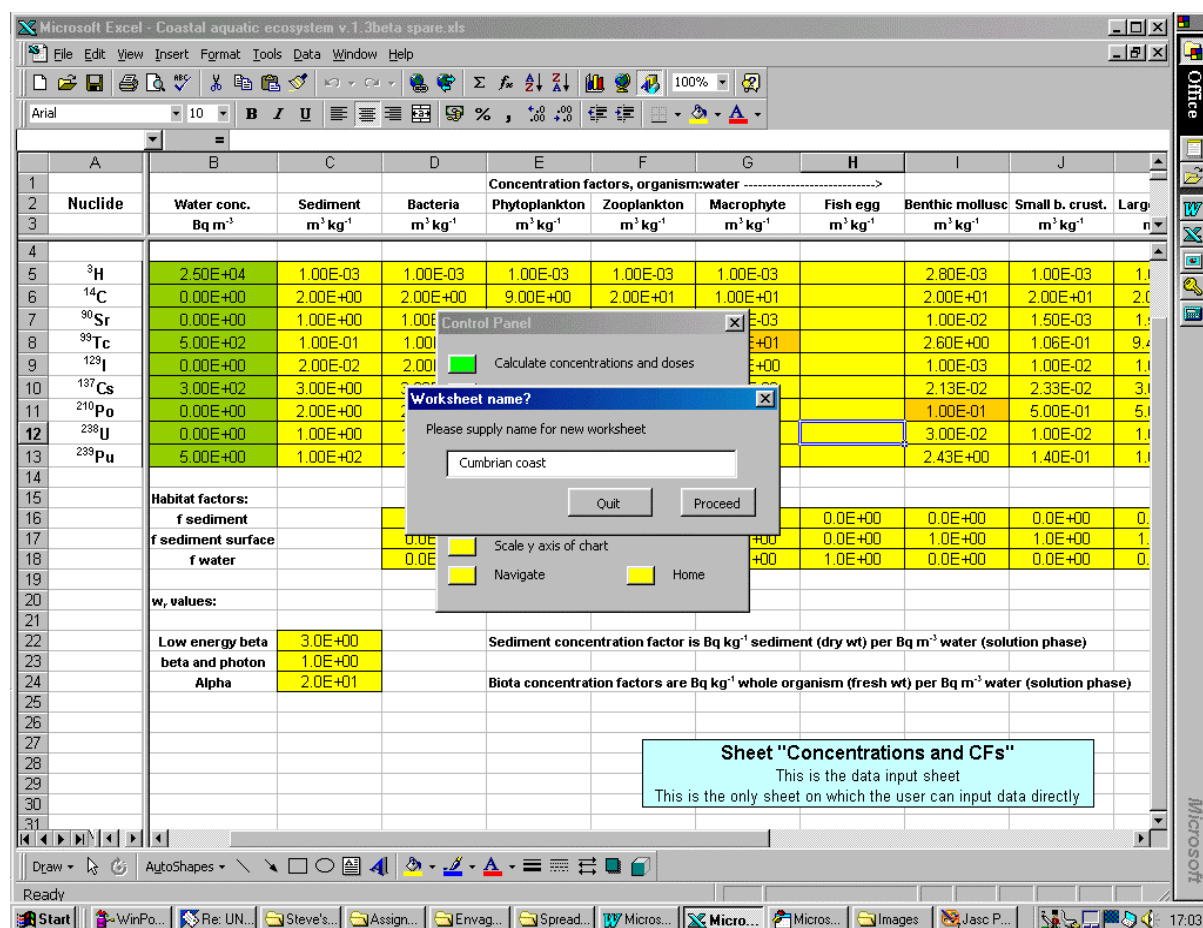 Microsoft Excel - Coastal aquatic ecosystem v.1.3beta spare.xls
File Edit View Insert Format Tools Data Window Help
100%
Office
Arial 10 B I U
=
A B C D E F G H I J
1 Concentration factors, organism:water ---------------------------->
2 Nuclide Water conc. Sediment Bacteria Phytoplankton Zooplankton Macrophyte Fish egg Benthic mollusc Small b. crust. Larg
3 Bq m⁻³ m³ kg⁻¹ m³ kg⁻¹ m³ kg⁻¹ m³ kg⁻¹ m³ kg⁻¹ m³ kg⁻¹ m³ kg⁻¹ m³ kg⁻¹
4
5 ³H 2.50E+04 1.00E-03 1.00E-03 1.00E-03 1.00E-03 1.00E-03 2.80E-03 1.00E-03
6 ¹⁴C 0.00E+00 2.00E+00 2.00E+00 9.00E+00 2.00E+01 1.00E+01 2.00E+01 2.00E+01
7 ⁹⁰Sr 0.00E+00 1.00E+00 1.00E E-03 1.00E-02 1.50E-03
8 ⁹⁹Tc 5.00E+02 1.00E-01 E+01 2.60E+00 1.06E-01
9 ¹²⁹I 0.00E+00 2.00E-02 E+00 1.00E-03 1.00E-02
10 ¹³⁷Cs 3.00E+02 3.00E+00 2.13E-02 2.33E-02
11 ²¹⁰Po 0.00E+00 2.00E+00 1.00E-01 5.00E-01
12 ²³⁸U 0.00E+00 1.00E+00 3.00E-02 1.00E-02
13 ²³⁹Pu 5.00E+00 1.00E+02 2.43E+00 1.40E-01
14
15 Habitat factors:
16 f sediment 0.0E+00 0.0E+00 0.0E+00
17 f sediment surface 0.0E +00 0.0E+00 1.0E+00 1.0E+00
18 f water 0.0E +00 1.0E+00 0.0E+00 0.0E+00
19
20 wᵣ values:
21
22 Low energy beta 3.0E+00 Sediment concentration factor is Bq kg⁻¹ sediment (dry wt) per Bq m⁻³ water (solution phase)
23 beta and photon 1.0E+00
24 Alpha 2.0E+01 Biota concentration factors are Bq kg⁻¹ whole organism (fresh wt) per Bq m⁻³ water (solution phase)
25
26
27
28
29
30
31
Control Panel
Calculate concentrations and doses
Worksheet name?
Please supply name for new worksheet
Cumbrian coast
Quit Proceed
Scale y axis of chart
Navigate Home
Sheet "Concentrations and CFs"
This is the data input sheet
This is the only sheet on which the user can input data directly
Microsoft
Draw AutoShapes
Ready
Start WinPo... Re: UN... Steve's... Assign... Envag... Spread... Micros... Micro... Micros... Images Jasc P... 17:03